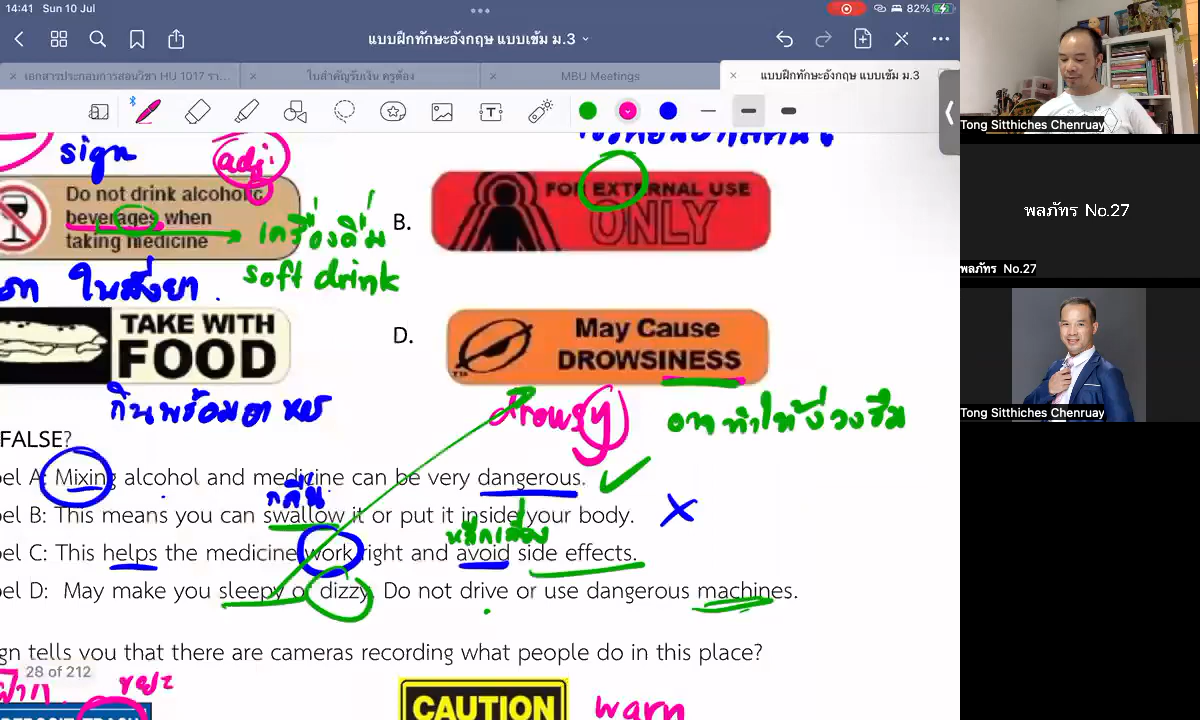 14:41 Sun 10 Jul
82%
แบบฝึกทักษะอังกฤษ แบบเข้ม ม.3
เอกสารประกอบการสอนวิชา HU 1017 รา...
ใบสำคัญรับเงิน ครูต้อง
MBU Meetings
แบบฝึกทักษะอังกฤษ แบบเข้ม ม.3
sign
adj.
Do not drink alcoholic
beverages when
taking medicine
เครื่องดื่ม
soft drink
ใบสั่งยา
B.
FOR EXTERNAL USE
ONLY
TAKE WITH
FOOD
กินพร้อมอาหาร
D.
May Cause
DROWSINESS
drowsy
อาจทำให้ง่วงซึม
FALSE?
el A: Mixing alcohol and medicine can be very dangerous.
กลืน
el B: This means you can swallow it or put it inside your body.
หลีกเลี่ยง
el C: This helps the medicine work right and avoid side effects.
el D: May make you sleepy or dizzy. Do not drive or use dangerous machines.
gn tells you that there are cameras recording what people do in this place?
28 of 212
ขยะ
DEPOSIT TRASH
CAUTION
warn
Tong Sitthiches Chenruay
พลภัทร No.27
พลภัทร No.27
Tong Sitthiches Chenruay